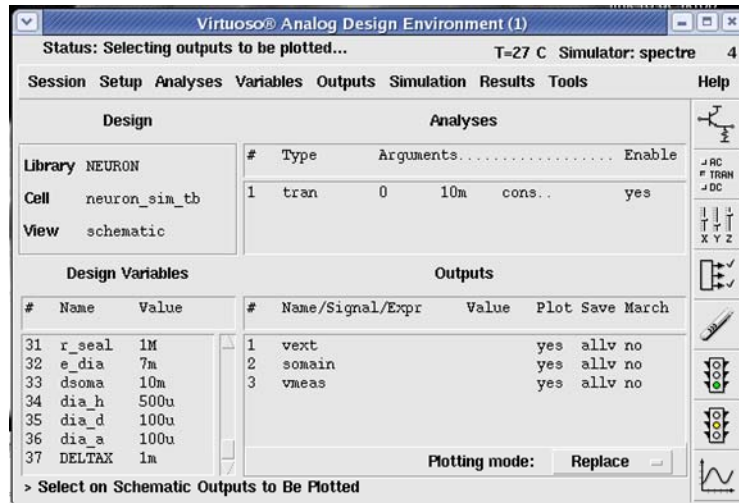 Virtuoso® Analog Design Environment (1)
Status: Selecting outputs to be plotted...
T=27 C Simulator: spectre 4
Session Setup Analyses Variables Outputs Simulation Results Tools Help
Design
Library NEURON
Cell neuron_sim_tb
View schematic
Analyses
# Type Arguments................... Enable
1 tran 0 10m cons.. yes
AC
TRAN
DC
X Y Z
Design Variables
# Name Value
31 r_seal 1M
32 e_dia 7m
33 dsoma 10m
34 dia_h 500u
35 dia_d 100u
36 dia_a 100u
37 DELTAX 1m
Outputs
# Name/Signal/Expr Value Plot Save March
1 vext yes allv no
2 somain yes allv no
3 vmeas yes allv no
Plotting mode: Replace
> Select on Schematic Outputs to Be Plotted